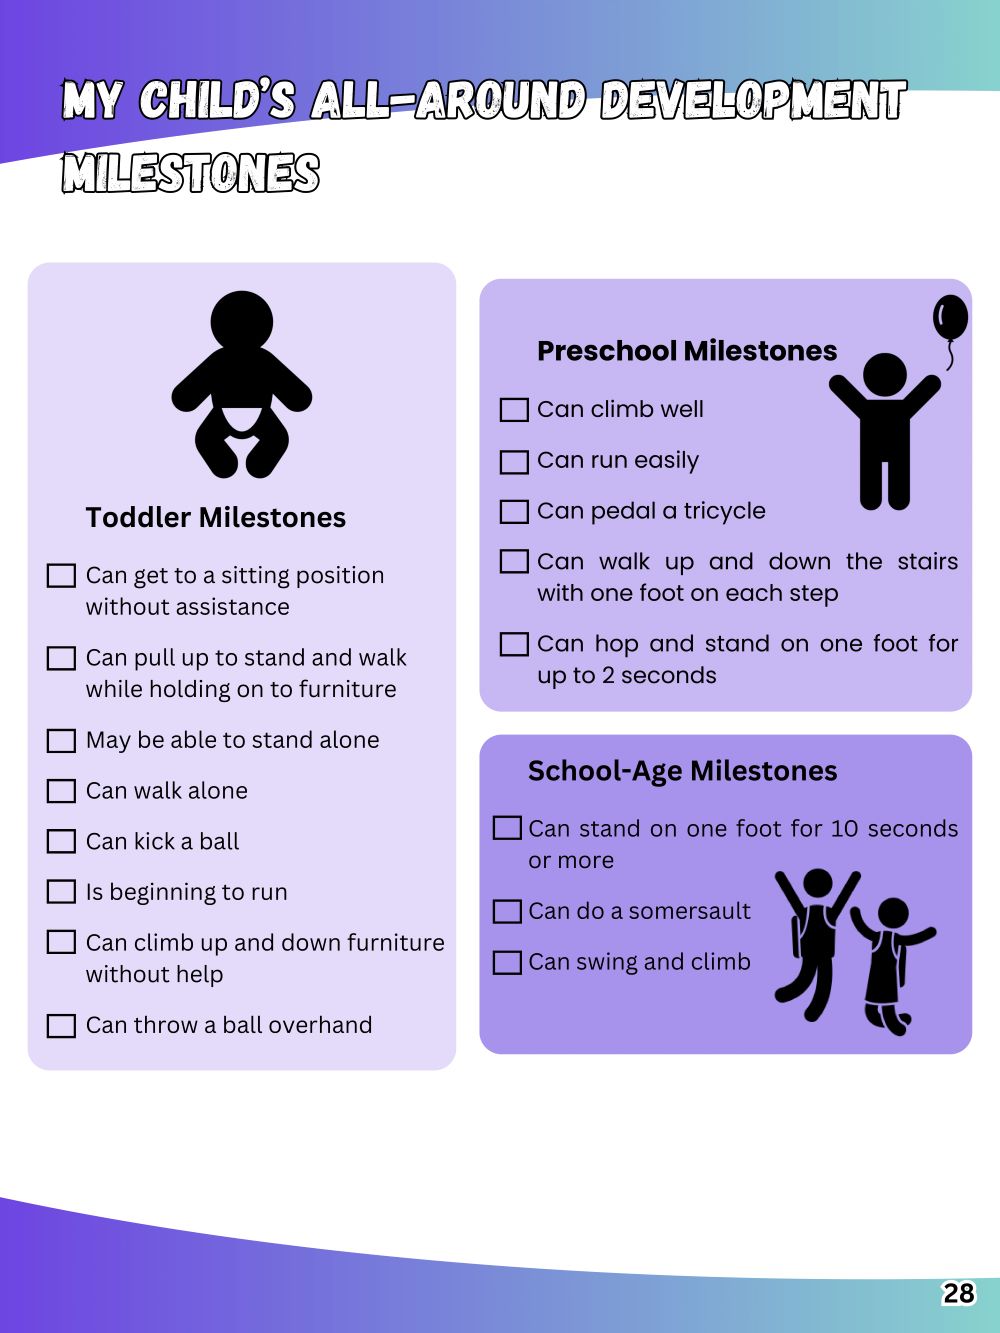 MY CHILD'S ALL-AROUND DEVELOPMENT
MILESTONES
Toddler Milestones
Can get to a sitting position
without assistance
Can pull up to stand and walk
while holding on to furniture
May be able to stand alone
Can walk alone
Can kick a ball
Is beginning to run
Can climb up and down furniture
without help
Can throw a ball overhand
Preschool Milestones
Can climb well
Can run easily
Can pedal a tricycle
Can walk up and down the stairs
with one foot on each step
Can hop and stand on one foot for
up to 2 seconds
School-Age Milestones
Can stand on one foot for 10 seconds
or more
Can do a somersault
Can swing and climb
28